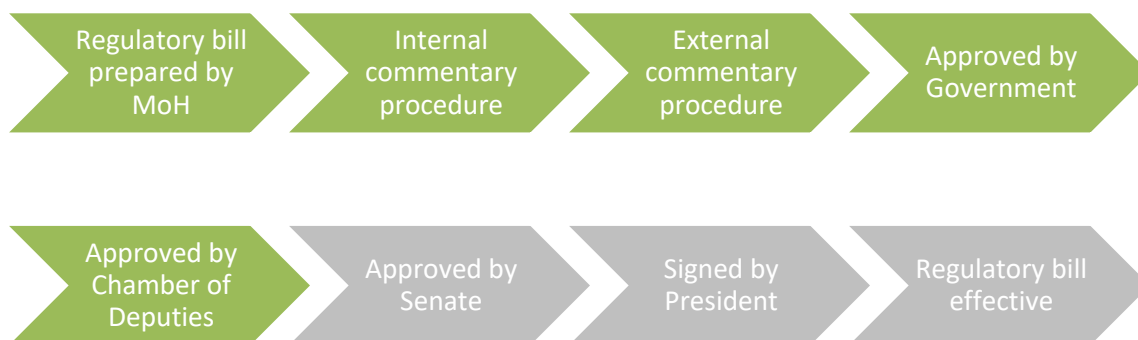 Regulatory bill
prepared by
MoH
Internal
commentary
procedure
External
commentary
procedure
Approved by
Government
Approved by
Chamber of
Deputies
Approved by
Senate
Signed by
President
Regulatory bill
effective